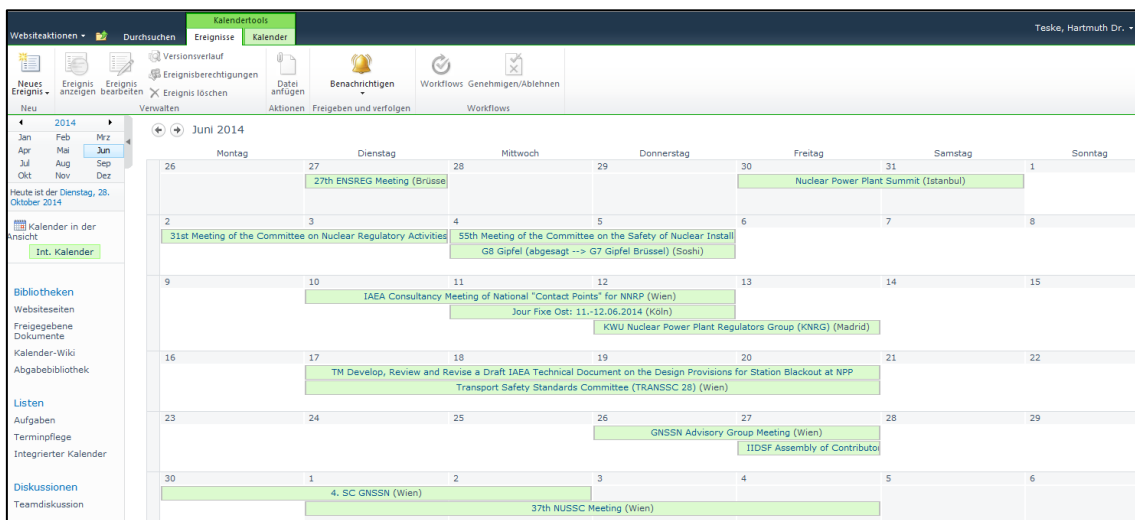 Kalendertools
Teske, Hartmuth Dr.
Websiteaktionen
Durchsuchen
Ereignisse
Kalender
Neues Ereignis
Ereignis anzeigen
Ereignis bearbeiten
Versionsverlauf
Ereignisberechtigungen
Ereignis löschen
Datei anfügen
Benachrichtigen
Workflows
Genehmigen/Ablehnen
Neu
Verwalten
Aktionen
Freigeben und verfolgen
Workflows
2014
Jan Feb Mrz
Apr Mai Jun
Jul Aug Sep
Okt Nov Dez
Heute ist der Dienstag, 28.
Oktober 2014
Kalender in der
Ansicht
Int. Kalender
Bibliotheken
Websiteseiten
Freigegebene
Dokumente
Kalender-Wiki
Abgabebibliothek
Listen
Aufgaben
Terminpflege
Integrierter Kalender
Diskussionen
Teamdiskussion
Juni 2014
Montag Dienstag Mittwoch Donnerstag Freitag Samstag Sonntag
26 27 28 29 30 31 1
27th ENSREG Meeting (Brüsse
Nuclear Power Plant Summit (Istanbul)
2 3 4 5 6 7 8
31st Meeting of the Committee on Nuclear Regulatory Activities
55th Meeting of the Committee on the Safety of Nuclear Install
G8 Gipfel (abgesagt --> G7 Gipfel Brüssel) (Soshi)
9 10 11 12 13 14 15
IAEA Consultancy Meeting of National "Contact Points" for NNRP (Wien)
Jour Fixe Ost: 11.-12.06.2014 (Köln)
KWU Nuclear Power Plant Regulators Group (KNRG) (Madrid)
16 17 18 19 20 21 22
TM Develop, Review and Revise a Draft IAEA Technical Document on the Design Provisions for Station Blackout at NPP
Transport Safety Standards Committee (TRANSSC 28) (Wien)
23 24 25 26 27 28 29
GNSSN Advisory Group Meeting (Wien)
IIDSF Assembly of Contributo
30 1 2 3 4 5 6
4. SC GNSSN (Wien)
37th NUSSC Meeting (Wien)